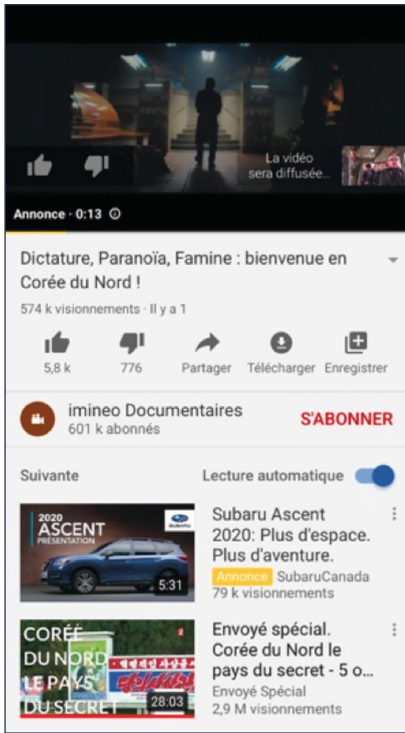 La vidéo
sera diffusée...
Annonce · 0:13
Dictature, Paranoïa, Famine : bienvenue en
Corée du Nord !
574 k visionnements · Il y a 1
5,8 k
776
Partager
Télécharger
Enregistrer
imineo Documentaires
601 k abonnés
S'ABONNER
Suivante
Lecture automatique
2020
ASCENT
PRÉSENTATION
SUBARU
5:31
Subaru Ascent
2020: Plus d'espace.
Plus d'aventure.
Annonce SubaruCanada
79 k visionnements
CORÉE
DU NORD
LE PAYS
DU SECRET
28:03
Envoyé spécial.
Corée du Nord le
pays du secret - 5 o...
Envoyé Spécial
2,9 M visionnements